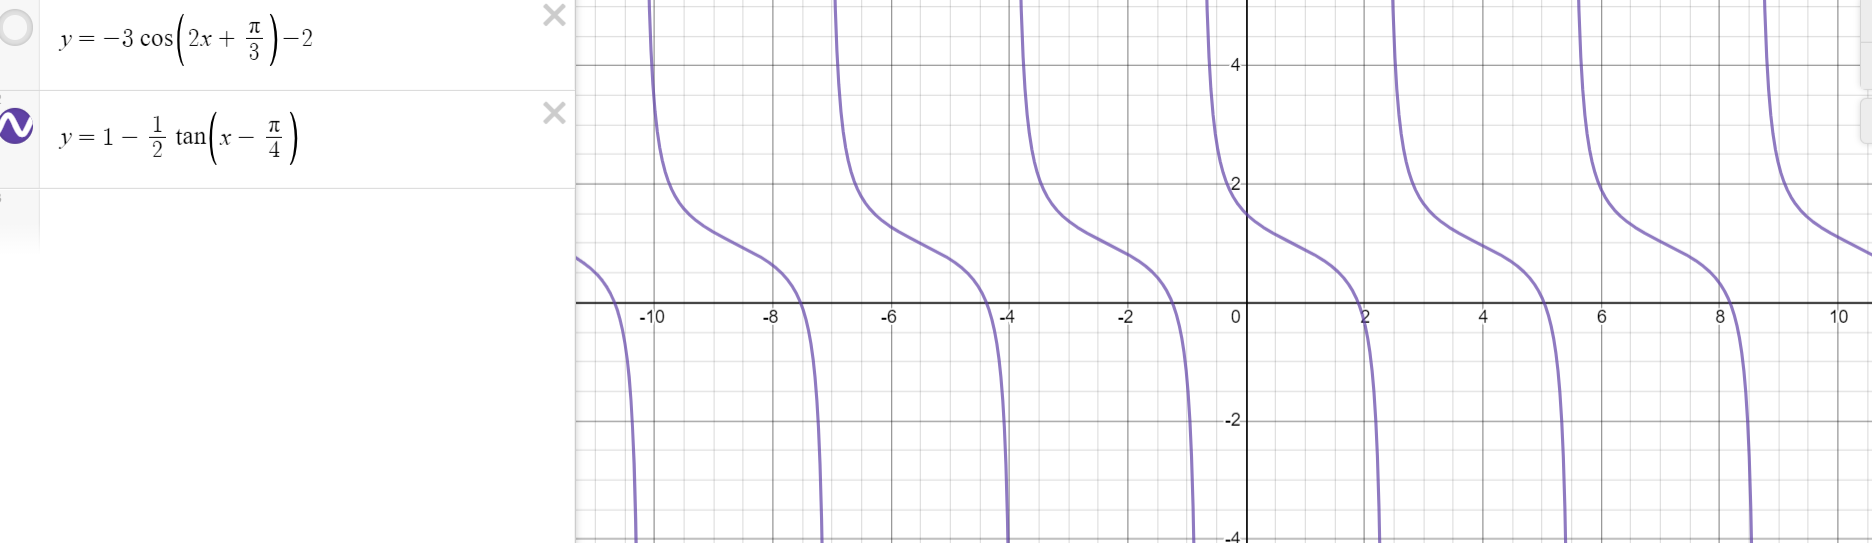 y = −3 cos(2x + π/3) −2
y = 1 − 1/2 tan(x − π/4)
4
2
-10 -8 -6 -4 -2 0 2 4 6 8 10
-2
-4